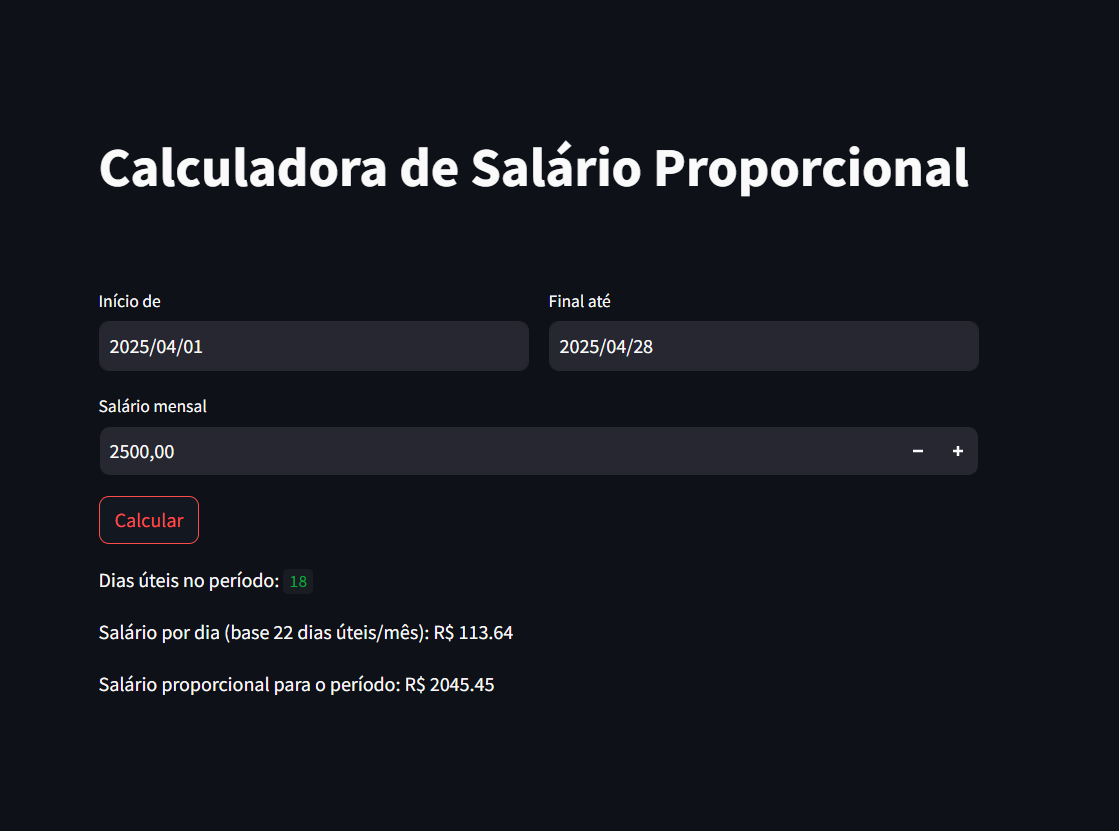 Calculadora de Salário Proporcional
Início de
Final até
2025/04/01
2025/04/28
Salário mensal
2500,00
Calcular
Dias úteis no período: 18
Salário por dia (base 22 dias úteis/mês): R$ 113.64
Salário proporcional para o período: R$ 2045.45